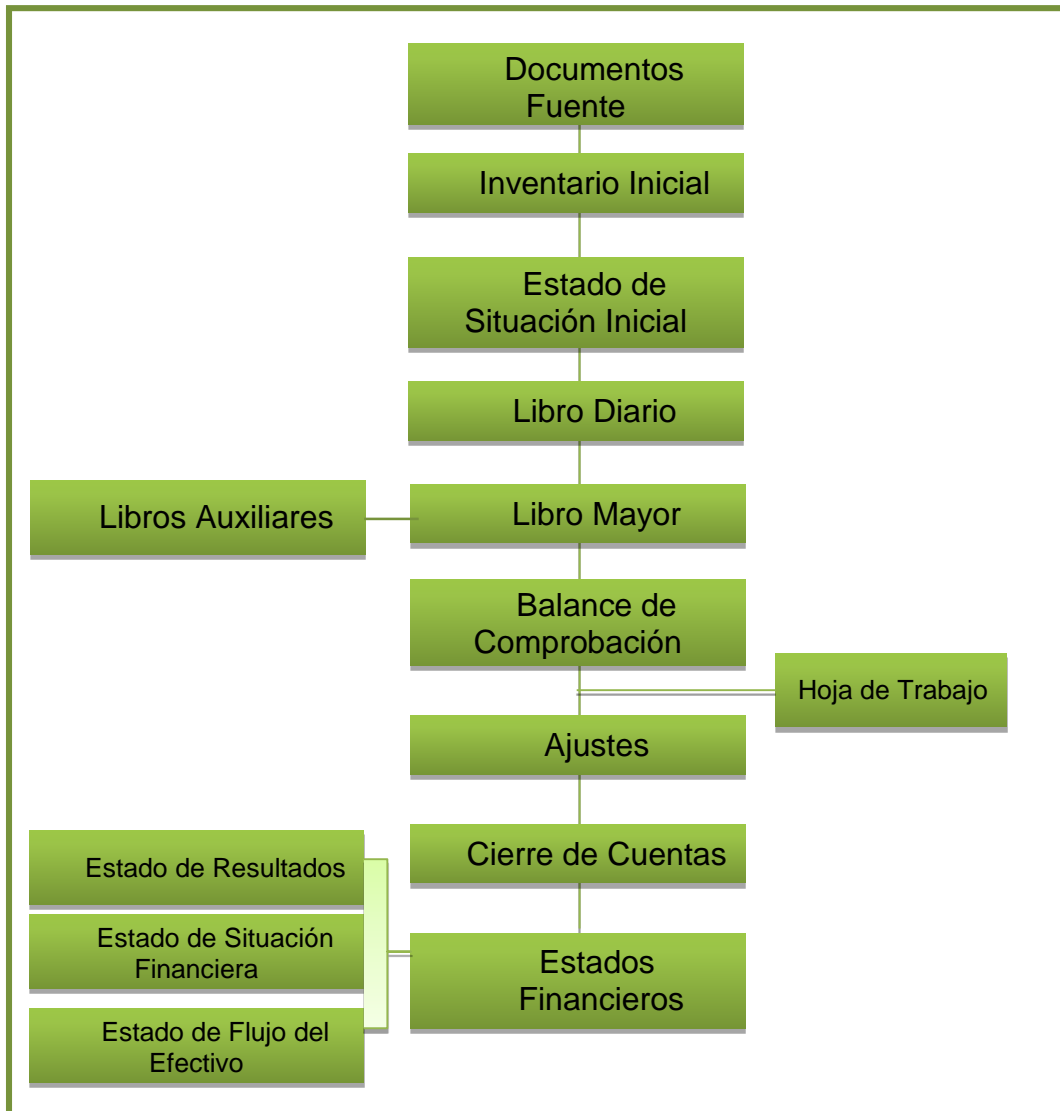 Documentos
Fuente
Inventario Inicial
Estado de
Situación Inicial
Libro Diario
Libros Auxiliares
Libro Mayor
Balance de
Comprobación
Hoja de Trabajo
Ajustes
Cierre de Cuentas
Estado de Resultados
Estado de Situación
Financiera
Estados
Financieros
Estado de Flujo del
Efectivo